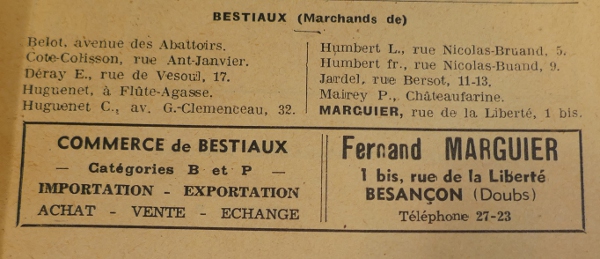 BESTIAUX (Marchands de)
Belot, avenue des Abattoirs.
Cote-Colisson, rue Ant-Janvier.
Déray E., rue de Vesoul, 17.
Huguenet, à Flûte-Agasse.
Huguenet C., av. G.-Clemenceau, 32.
Humbert L., rue Nicolas-Bruand, 5.
Humbert fr., rue Nicolas-Buand, 9.
Jardel, rue Bersot, 11-13.
Mairey P., Châteaufarine.
MARGUIER, rue de la Liberté, 1 bis.
COMMERCE de BESTIAUX
— Catégories B et P —
IMPORTATION - EXPORTATION
ACHAT - VENTE - ECHANGE
Fernand MARGUIER
1 bis, rue de la Liberté
BESANÇON (Doubs)
Téléphone 27-23